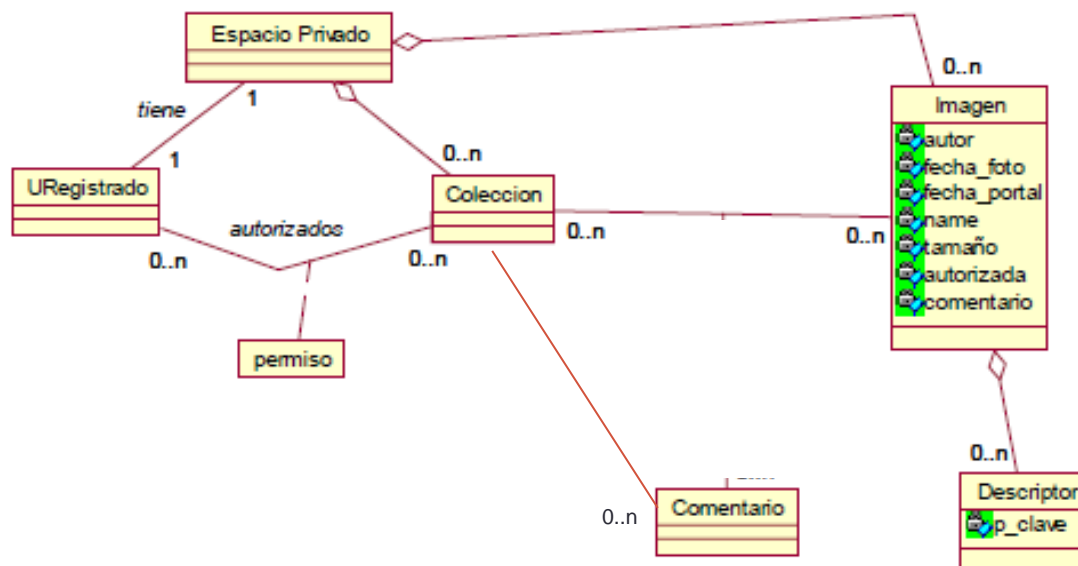 Espacio Privado
0..n
Imagen
autor
fecha_foto
fecha_portal
name
tamaño
autorizada
comentario
1
tiene
1
0..n
URegistrado
Coleccion
autorizados
0..n
0..n
0..n
0..n
permiso
0..n
0..n
Comentario
Descriptor
p_clave